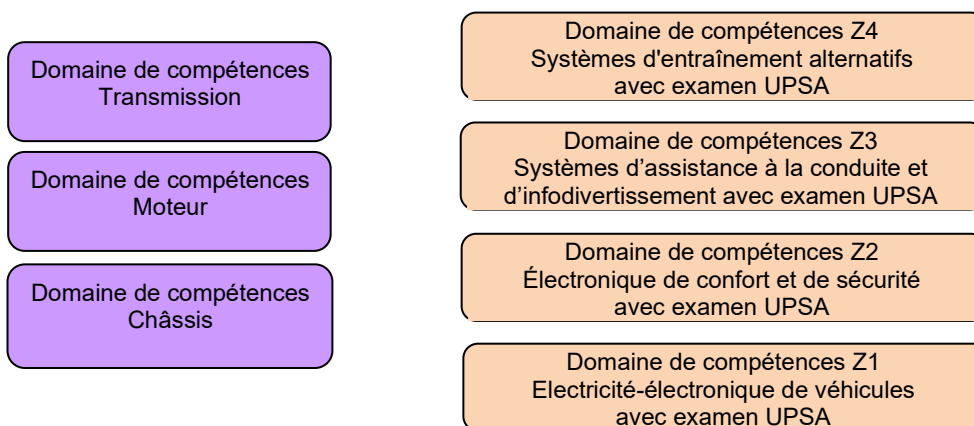 Domaine de compétences
Transmission
Domaine de compétences
Moteur
Domaine de compétences
Châssis
Domaine de compétences Z4
Systèmes d'entraînement alternatifs
avec examen UPSA
Domaine de compétences Z3
Systèmes d’assistance à la conduite et
d’infodivertissement avec examen UPSA
Domaine de compétences Z2
Électronique de confort et de sécurité
avec examen UPSA
Domaine de compétences Z1
Electricité-électronique de véhicules
avec examen UPSA